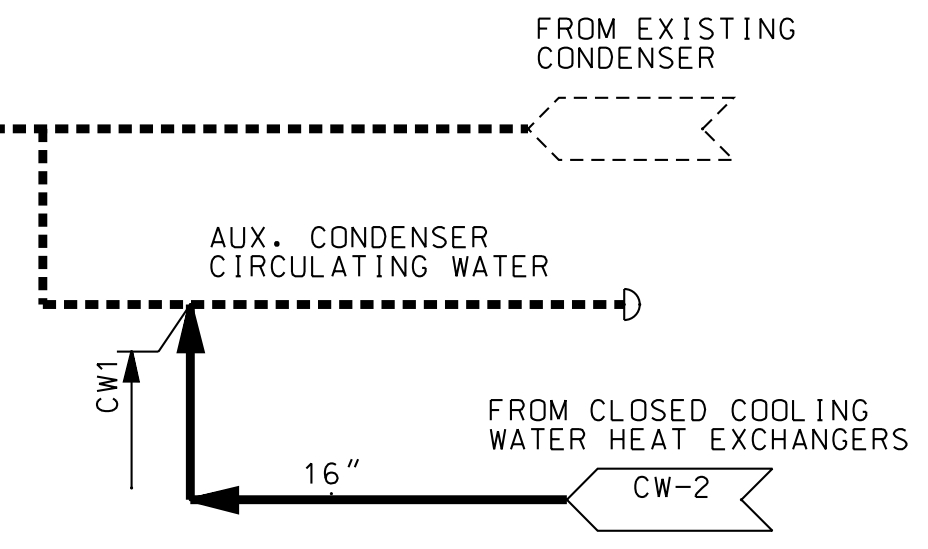 FROM EXISTING
CONDENSER
AUX. CONDENSER
CIRCULATING WATER
CW1
FROM CLOSED COOLING
WATER HEAT EXCHANGERS
16"
CW-2